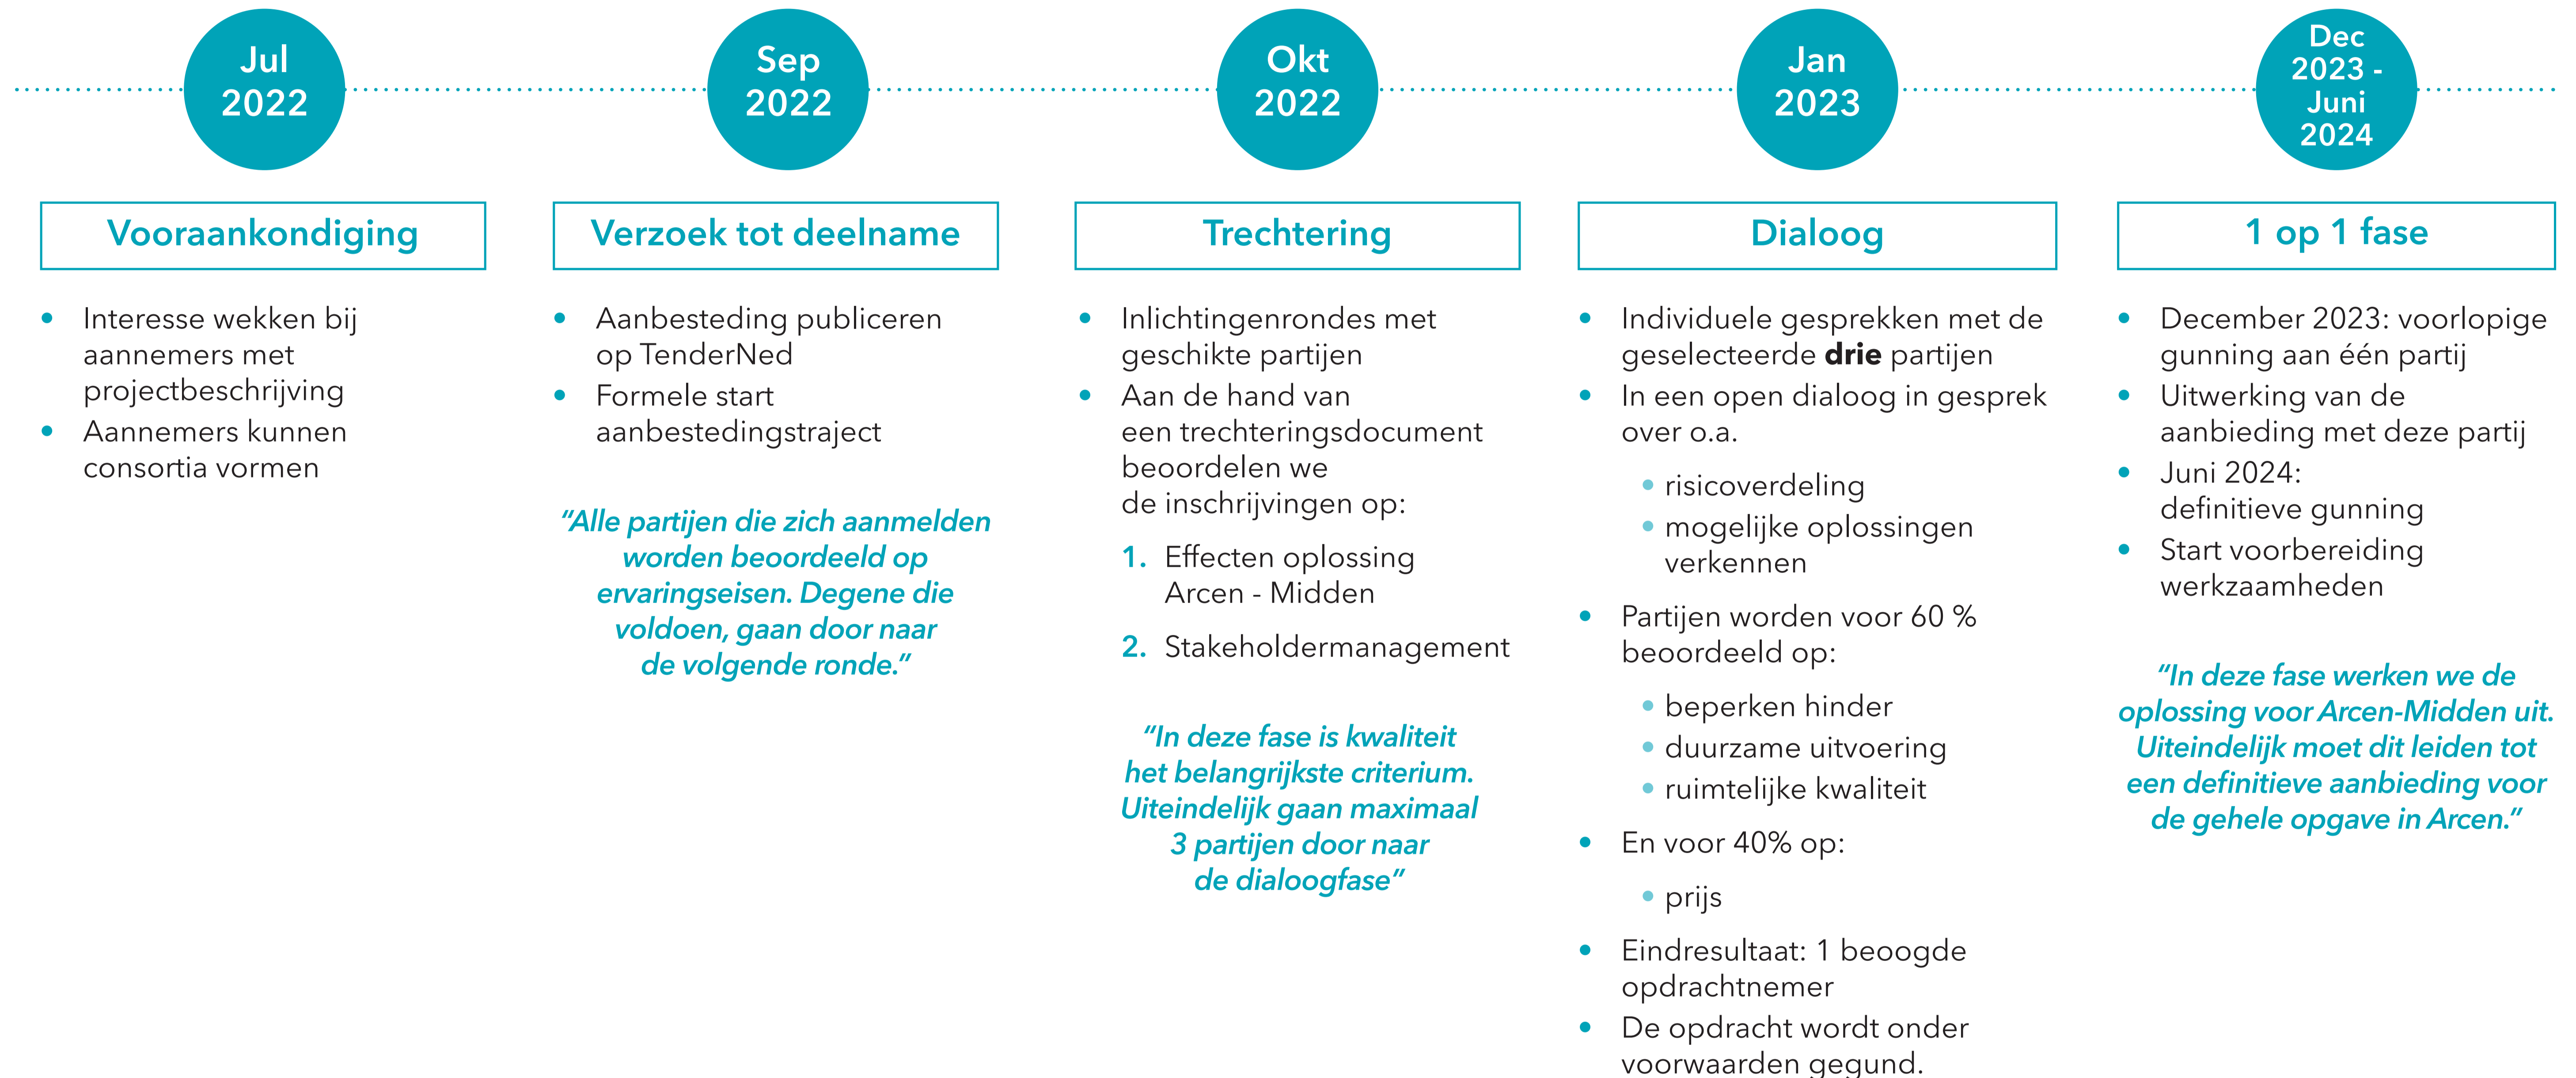 Jul
2022
Sep
2022
Okt
2022
Jan
2023
Dec
2023 -
Juni
2024
Vooraankondiging
• Interesse wekken bij
aannemers met
projectbeschrijving
• Aannemers kunnen
consortia vormen
Verzoek tot deelname
• Aanbesteding publiceren
op TenderNed
• Formele start
aanbestedingstraject
“Alle partijen die zich aanmelden
worden beoordeeld op
ervaringseisen. Degene die
voldoen, gaan door naar
de volgende ronde.”
Trechtering
• Inlichtingenrondes met
geschikte partijen
• Aan de hand van
een trechteringsdocument
beoordelen we
de inschrijvingen op:
1. Effecten oplossing
Arcen - Midden
2. Stakeholdermanagement
“In deze fase is kwaliteit
het belangrijkste criterium.
Uiteindelijk gaan maximaal
3 partijen door naar
de dialoogfase”
Dialoog
• Individuele gesprekken met de
geselecteerde drie partijen
• In een open dialoog in gesprek
over o.a.
• risicoverdeling
• mogelijke oplossingen
verkennen
• Partijen worden voor 60 %
beoordeeld op:
• beperken hinder
• duurzame uitvoering
• ruimtelijke kwaliteit
• En voor 40% op:
• prijs
• Eindresultaat: 1 beoogde
opdrachtnemer
• De opdracht wordt onder
voorwaarden gegund.
1 op 1 fase
• December 2023: voorlopige
gunning aan één partij
• Uitwerking van de
aanbieding met deze partij
• Juni 2024:
definitieve gunning
• Start voorbereiding
werkzaamheden
“In deze fase werken we de
oplossing voor Arcen-Midden uit.
Uiteindelijk moet dit leiden tot
een definitieve aanbieding voor
de gehele opgave in Arcen.”